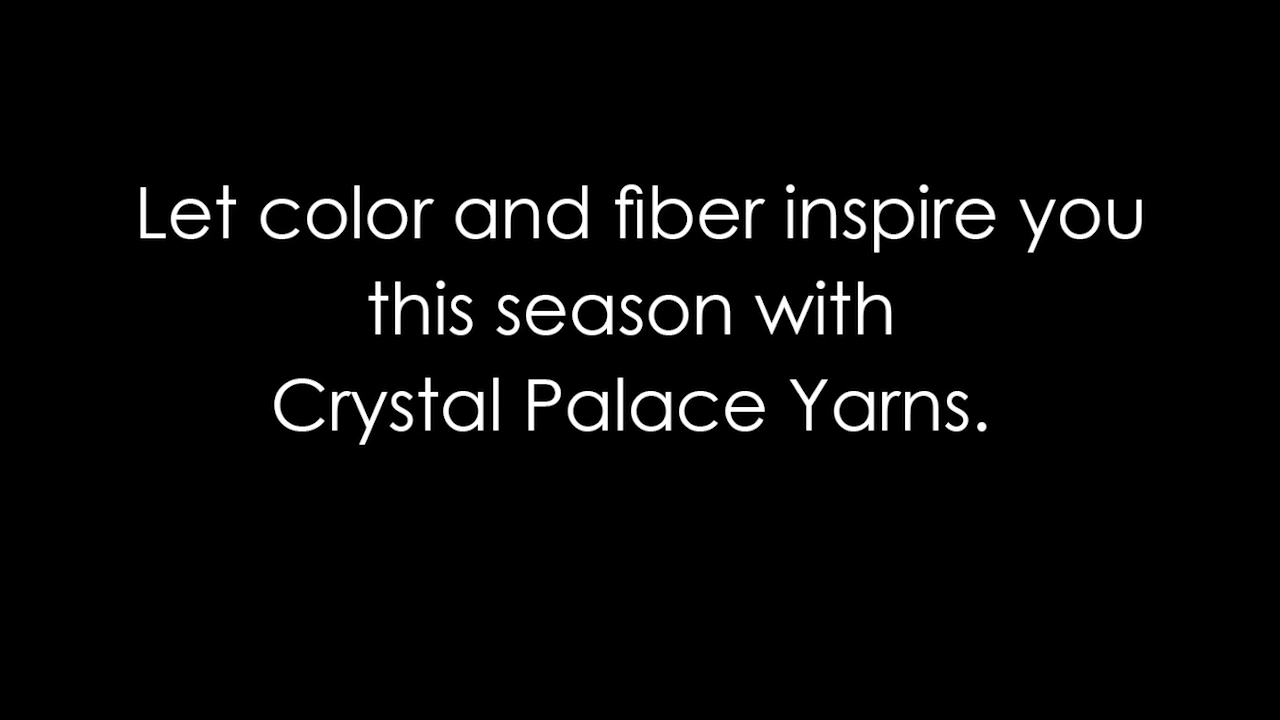 Let color and fiber inspire you
this season with
Crystal Palace Yarns.